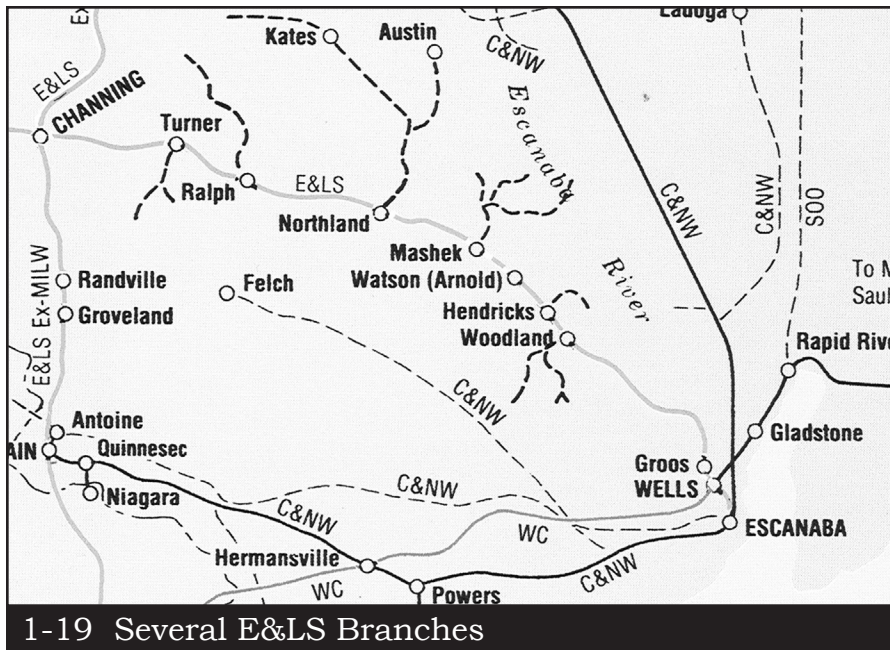 Ladoga
Ex
Kates
Austin
C&NW
E&LS
CHANNING
Turner
Escanaba
River
Ralph
E&LS
Northland
C&NW
C&NW
SOO
Mashek
Watson (Arnold)
Randville
Felch
Groveland
Hendricks
Woodland
To M
Saul
E&LS Ex-MILW
Rapid Rive
C&NW
Antoine
AIN
Quinnesec
Niagara
Gladstone
Groos
WELLS
C&NW
C&NW
WC
ESCANABA
Hermansville
WC
C&NW
Powers
1-19 Several E&LS Branches